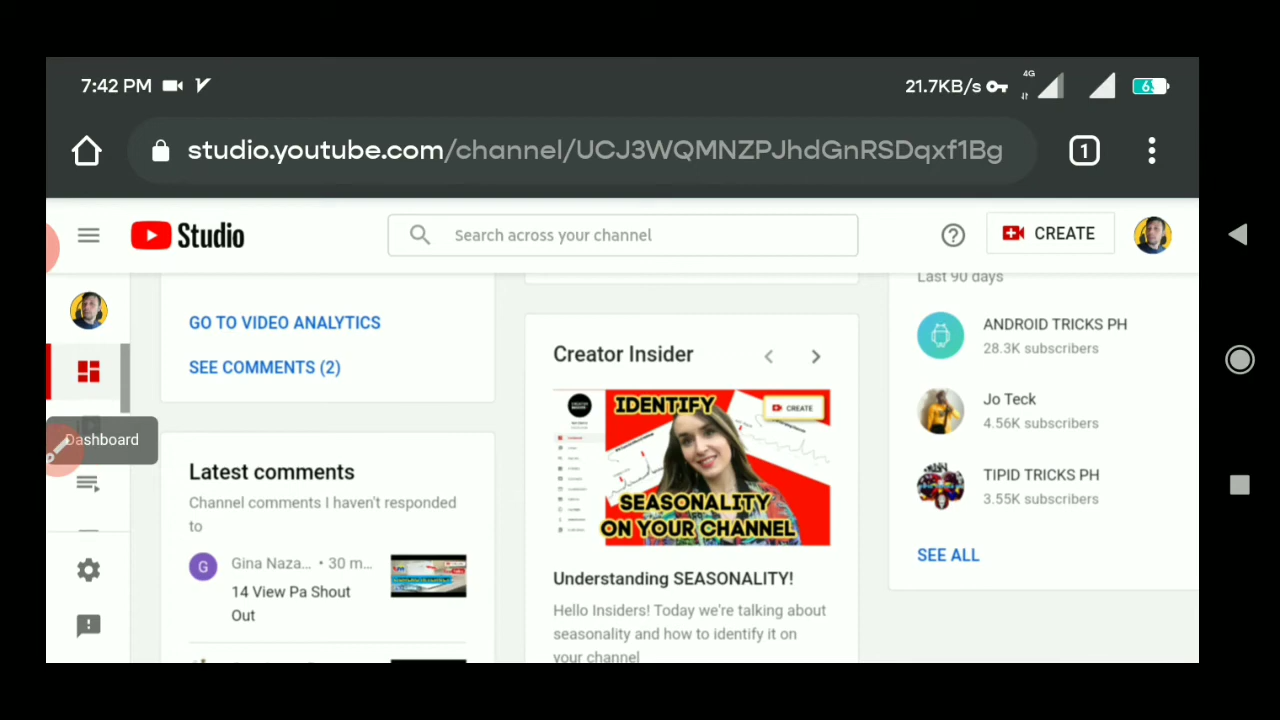 7:42 PM
21.7KB/s
4G
studio.youtube.com/channel/UCJ3WQMNZPJhdGnRSDqxf1Bg
1
Studio
Search across your channel
CREATE
GO TO VIDEO ANALYTICS
SEE COMMENTS (2)
Dashboard
Latest comments
Channel comments I haven't responded
to
G
Gina Naza... • 30 m...
14 View Pa Shout
Out
Creator Insider
IDENTIFY
CREATE
SEASONALITY
ON YOUR CHANNEL
Understanding SEASONALITY!
Hello Insiders! Today we're talking about
seasonality and how to identify it on
your channel
Last 90 days
ANDROID TRICKS PH
28.3K subscribers
Jo Teck
4.56K subscribers
TIPID TRICKS PH
3.55K subscribers
SEE ALL